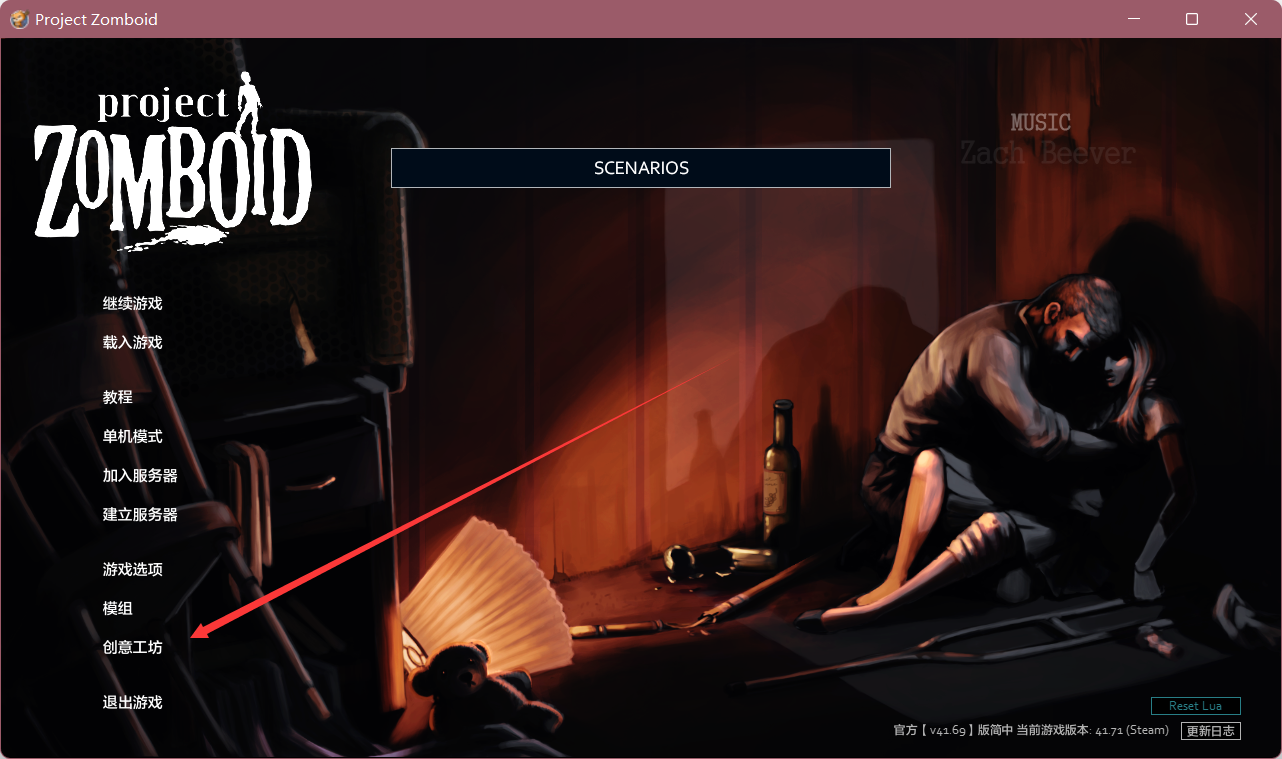 Project Zomboid
project
ZOMBOID
MUSIC
Zach Beever
SCENARIOS
继续游戏
载入游戏
教程
单机模式
加入服务器
建立服务器
游戏选项
模组
创意工坊
退出游戏
Reset Lua
官方【v41.69】版简中 当前游戏版本: 41.71 (Steam)
更新日志